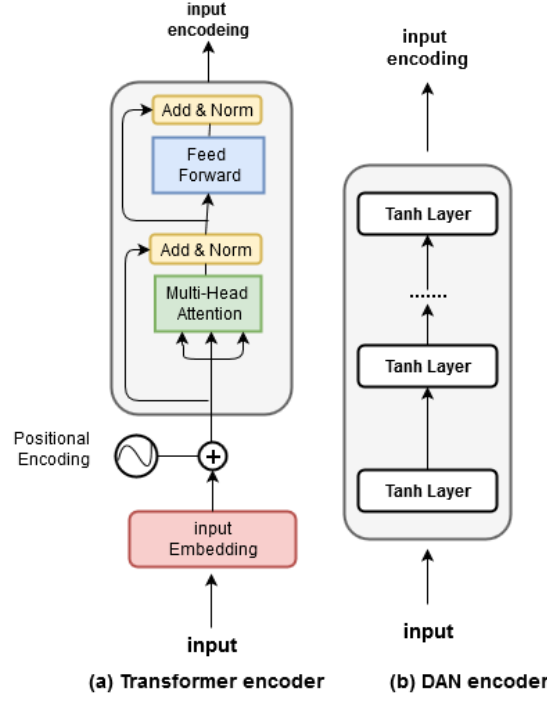 input
encodeing
Add & Norm
Feed
Forward
Add & Norm
Multi-Head
Attention
Positional
Encoding
input
Embedding
input
(a) Transformer encoder
input
encoding
Tanh Layer
.......
Tanh Layer
Tanh Layer
input
(b) DAN encoder